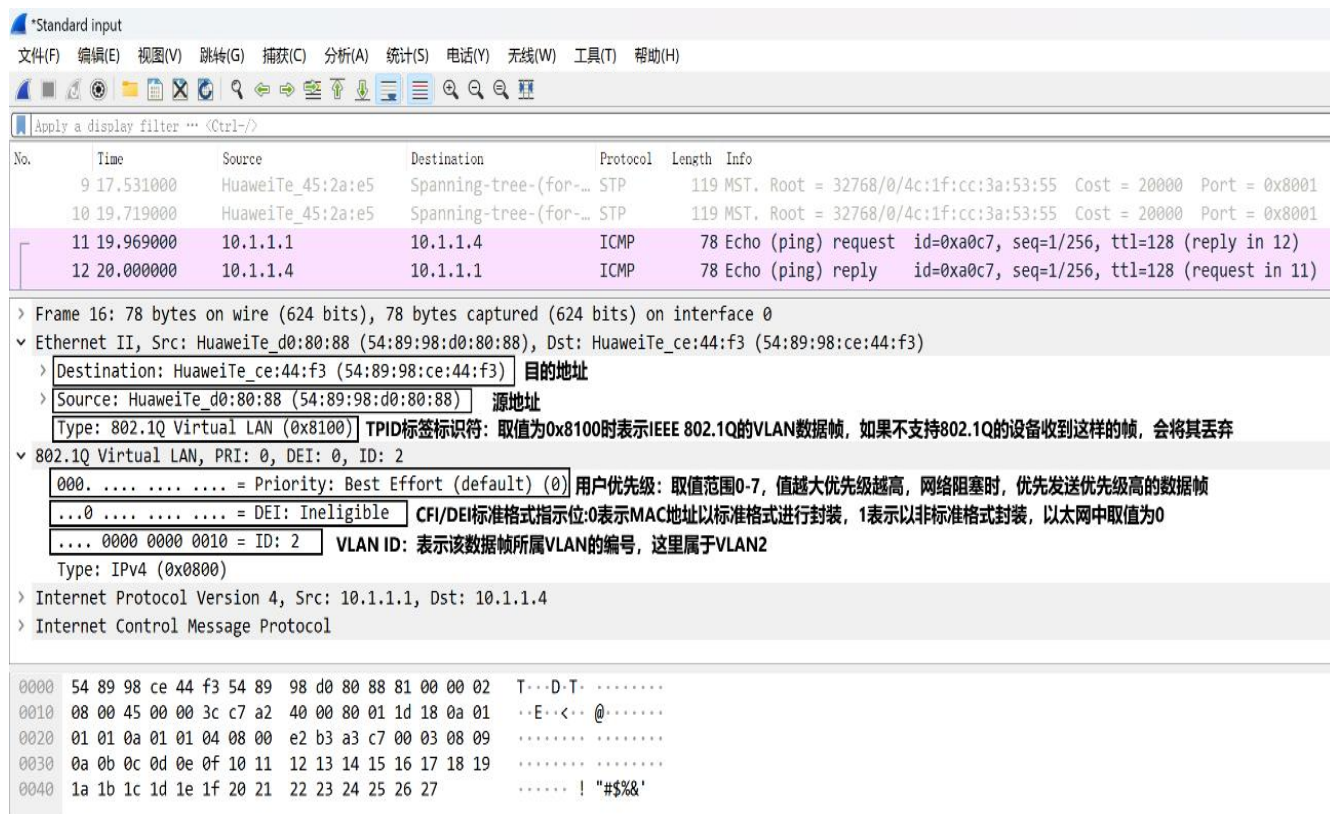 *Standard input
文件(F) 编辑(E) 视图(V) 跳转(G) 捕获(C) 分析(A) 统计(S) 电话(Y) 无线(W) 工具(T) 帮助(H)
Apply a display filter … <Ctrl-/>
No. Time Source Destination Protocol Length Info
9 17.531000 HuaweiTe_45:2a:e5 Spanning-tree-(for-… STP 119 MST. Root = 32768/0/4c:1f:cc:3a:53:55 Cost = 20000 Port = 0x8001
10 19.719000 HuaweiTe_45:2a:e5 Spanning-tree-(for-… STP 119 MST. Root = 32768/0/4c:1f:cc:3a:53:55 Cost = 20000 Port = 0x8001
11 19.969000 10.1.1.1 10.1.1.4 ICMP 78 Echo (ping) request id=0xa0c7, seq=1/256, ttl=128 (reply in 12)
12 20.000000 10.1.1.4 10.1.1.1 ICMP 78 Echo (ping) reply id=0xa0c7, seq=1/256, ttl=128 (request in 11)
> Frame 16: 78 bytes on wire (624 bits), 78 bytes captured (624 bits) on interface 0
Ethernet II, Src: HuaweiTe_d0:80:88 (54:89:98:d0:80:88), Dst: HuaweiTe_ce:44:f3 (54:89:98:ce:44:f3)
> Destination: HuaweiTe_ce:44:f3 (54:89:98:ce:44:f3) 目的地址
> Source: HuaweiTe_d0:80:88 (54:89:98:d0:80:88) 源地址
Type: 802.1Q Virtual LAN (0x8100) TPID标签标识符：取值为0x8100时表示IEEE 802.1Q的VLAN数据帧，如果不支持802.1Q的设备收到这样的帧，会将其丢弃
802.1Q Virtual LAN, PRI: 0, DEI: 0, ID: 2
000. .... .... .... = Priority: Best Effort (default) (0) 用户优先级：取值范围0-7，值越大优先级越高，网络阻塞时，优先发送优先级高的数据帧
...0 .... .... .... = DEI: Ineligible CFI/DEI标准格式指示位:0表示MAC地址以标准格式进行封装，1表示以非标准格式封装，以太网中取值为0
.... 0000 0000 0010 = ID: 2 VLAN ID：表示该数据帧所属VLAN的编号，这里属于VLAN2
Type: IPv4 (0x0800)
> Internet Protocol Version 4, Src: 10.1.1.1, Dst: 10.1.1.4
> Internet Control Message Protocol
0000 54 89 98 ce 44 f3 54 89 98 d0 80 88 81 00 00 02 T···D·T· ········
0010 08 00 45 00 00 3c c7 a2 40 00 80 01 1d 18 0a 01 ··E··<·· @·······
0020 01 01 0a 01 01 04 08 00 e2 b3 a3 c7 00 03 08 09 ········ ········
0030 0a 0b 0c 0d 0e 0f 10 11 12 13 14 15 16 17 18 19 ········ ········
0040 1a 1b 1c 1d 1e 1f 20 21 22 23 24 25 26 27 ······ ! "#$%&'